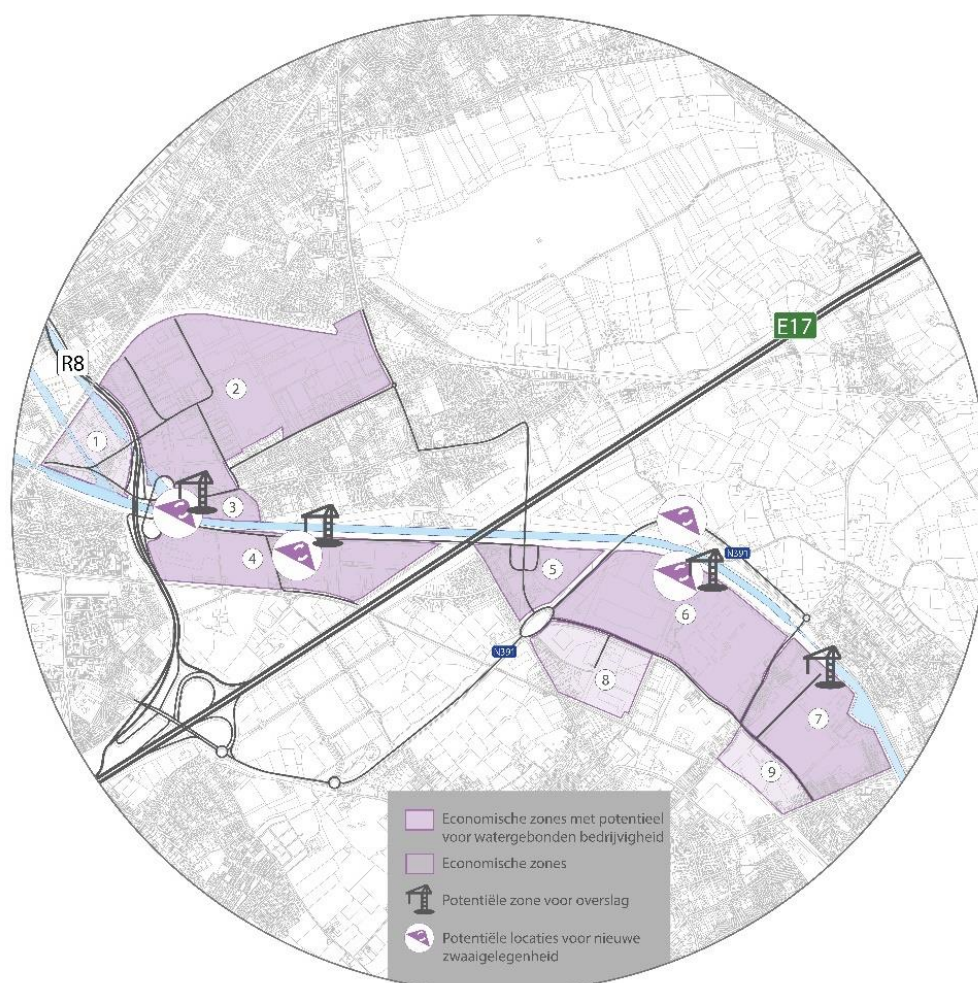 E17
R8
2
1
3
4
5
N391
6
N391
8
7
9
Economische zones met potentieel
voor watergebonden bedrijvigheid
Economische zones
Potentiële zone voor overslag
Potentiële locaties voor nieuwe
zwaaigelegenheid